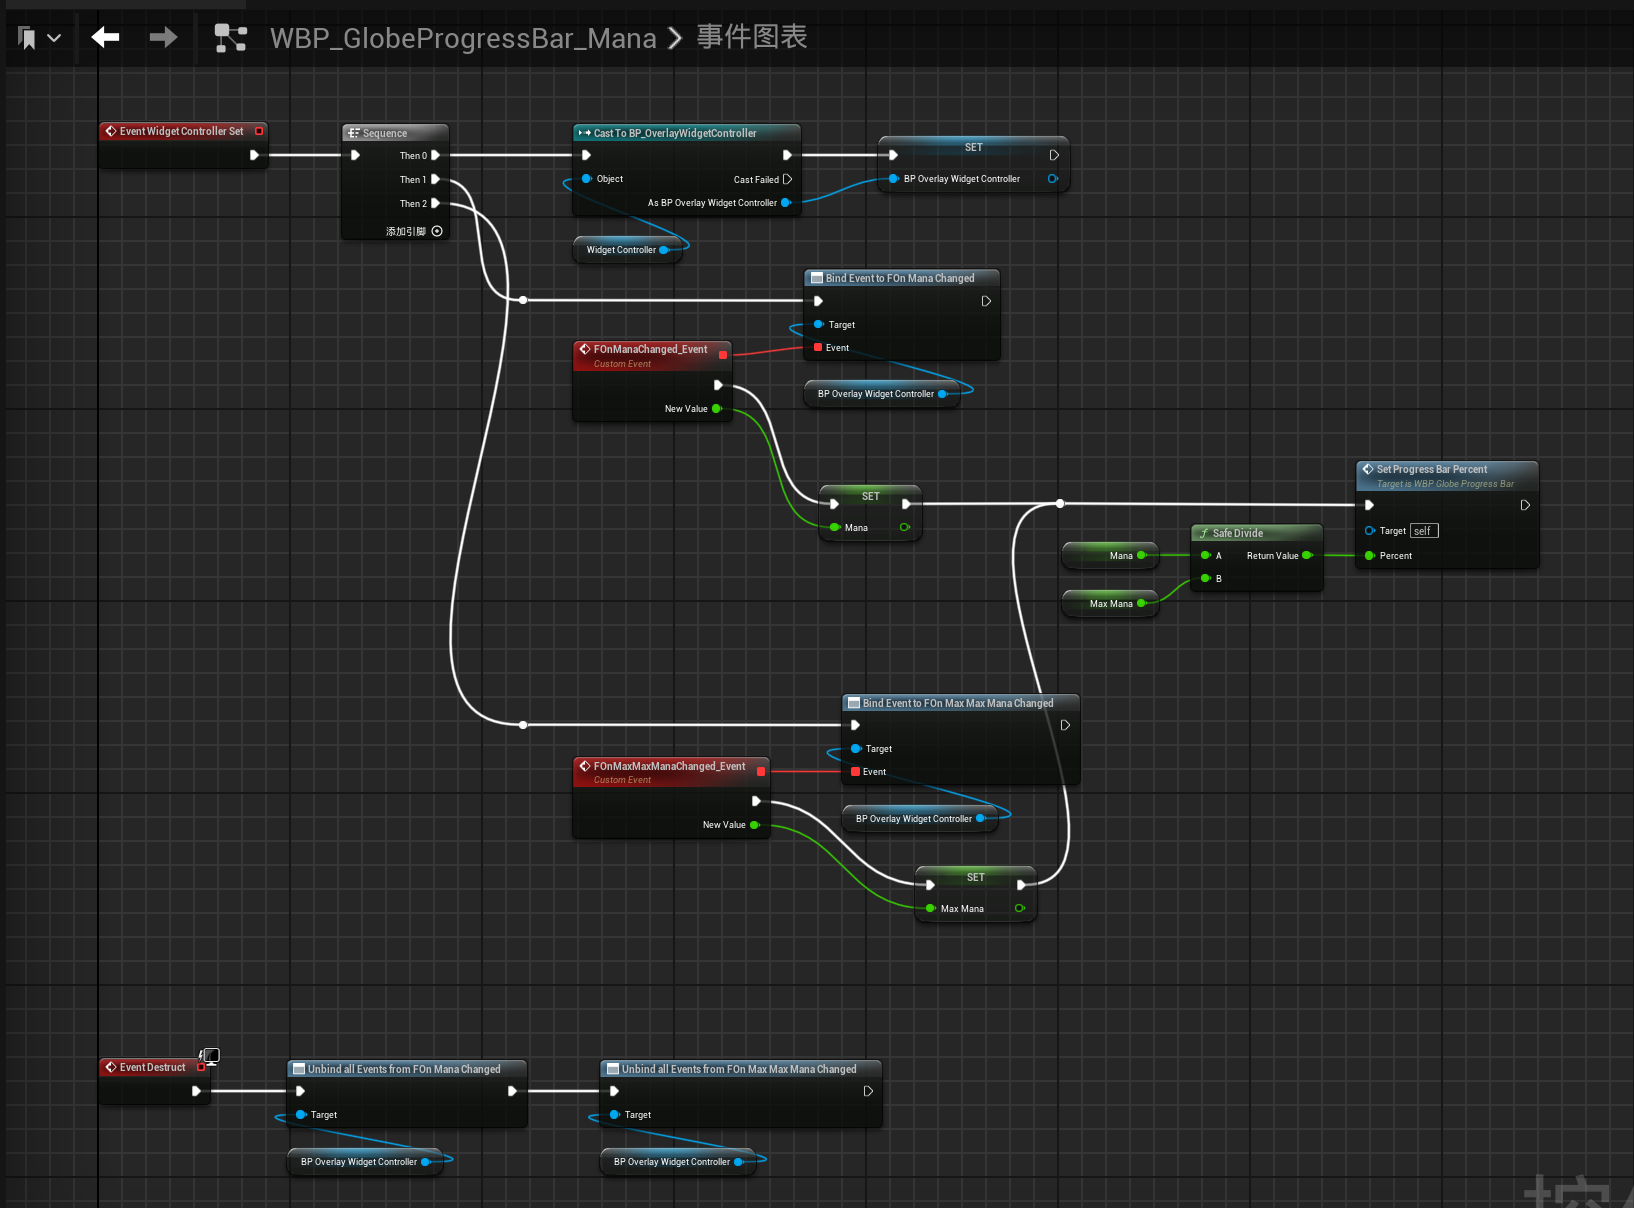 WBP_GlobeProgressBar_Mana > 事件图表
Event Widget Controller Set
Sequence
Then 0
Then 1
Then 2
添加引脚
Cast To BP_OverlayWidgetController
Object
Cast Failed
As BP Overlay Widget Controller
Widget Controller
SET
BP Overlay Widget Controller
Bind Event to FOn Mana Changed
Target
Event
BP Overlay Widget Controller
FOnManaChanged_Event
Custom Event
New Value
SET
Mana
Mana
Max Mana
Safe Divide
A
Return Value
B
Set Progress Bar Percent
Target is WBP Globe Progress Bar
Target self
Percent
Bind Event to FOn Max Max Mana Changed
Target
Event
BP Overlay Widget Controller
FOnMaxMaxManaChanged_Event
Custom Event
New Value
SET
Max Mana
Event Destruct
Unbind all Events from FOn Mana Changed
Target
BP Overlay Widget Controller
Unbind all Events from FOn Max Max Mana Changed
Target
BP Overlay Widget Controller